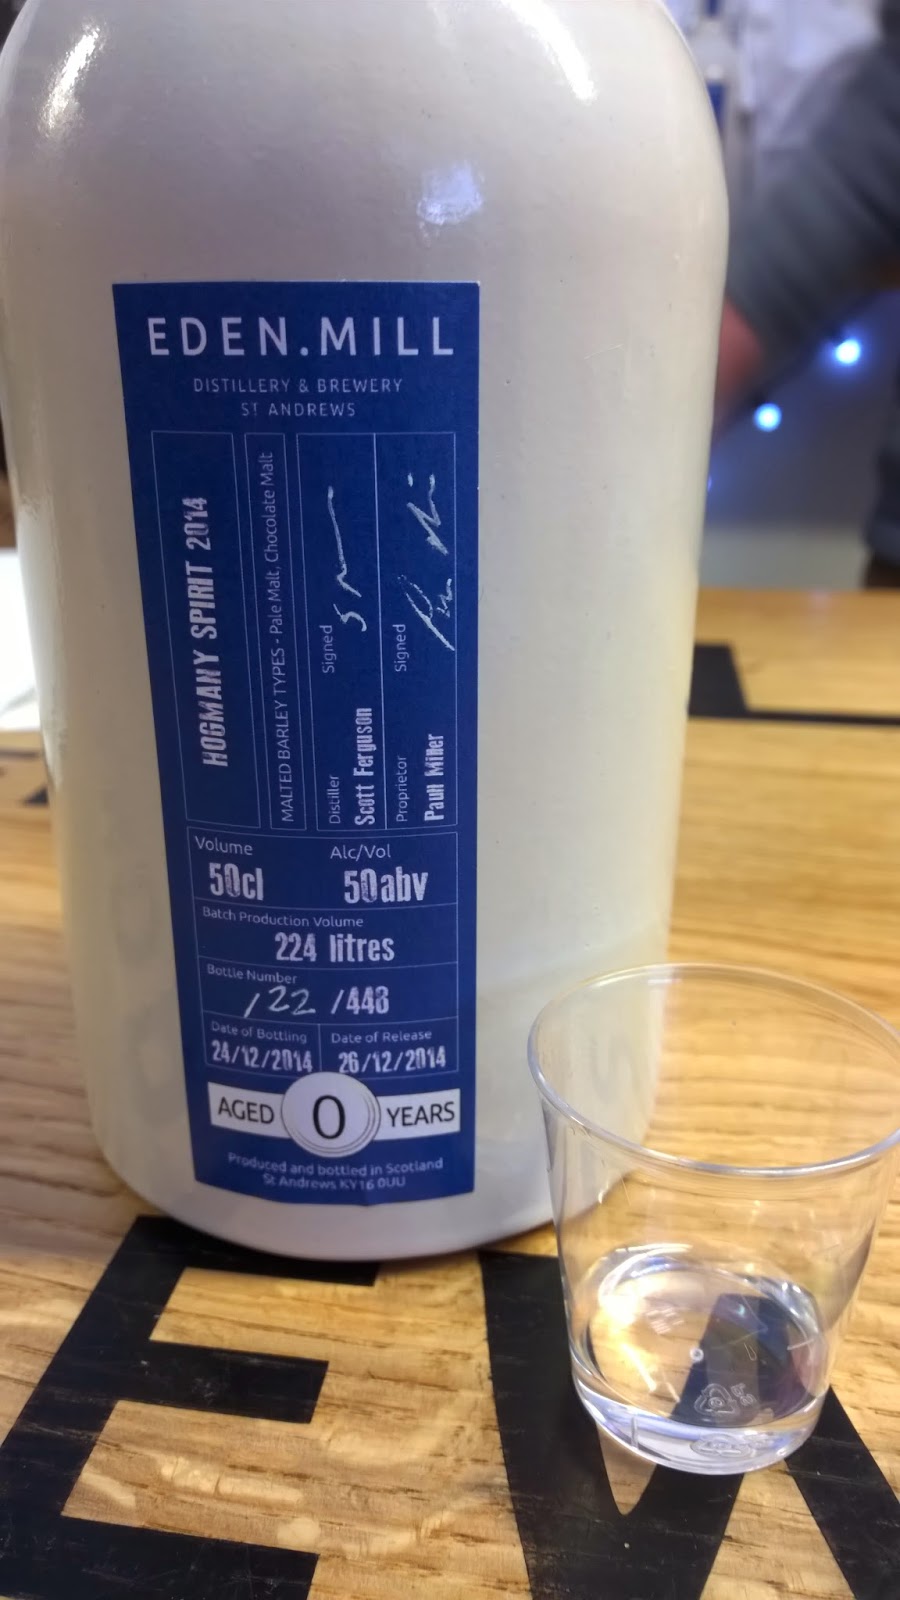 EDEN.MILL
DISTILLERY & BREWERY
ST ANDREWS
HOGMANY SPIRIT 2014
MALTED BARLEY TYPES - Pale Malt, Chocolate Malt
Distiller
Scott Ferguson
Signed
Proprietor
Paull Miller
Signed
Volume
50cl
Alc/Vol
50abv
Batch Production Volume
224 litres
Bottle Number
122 /448
Date of Bottling
24/12/2014
Date of Release
26/12/2014
AGED 0 YEARS
Produced and bottled in Scotland
St Andrews KY16 0UU